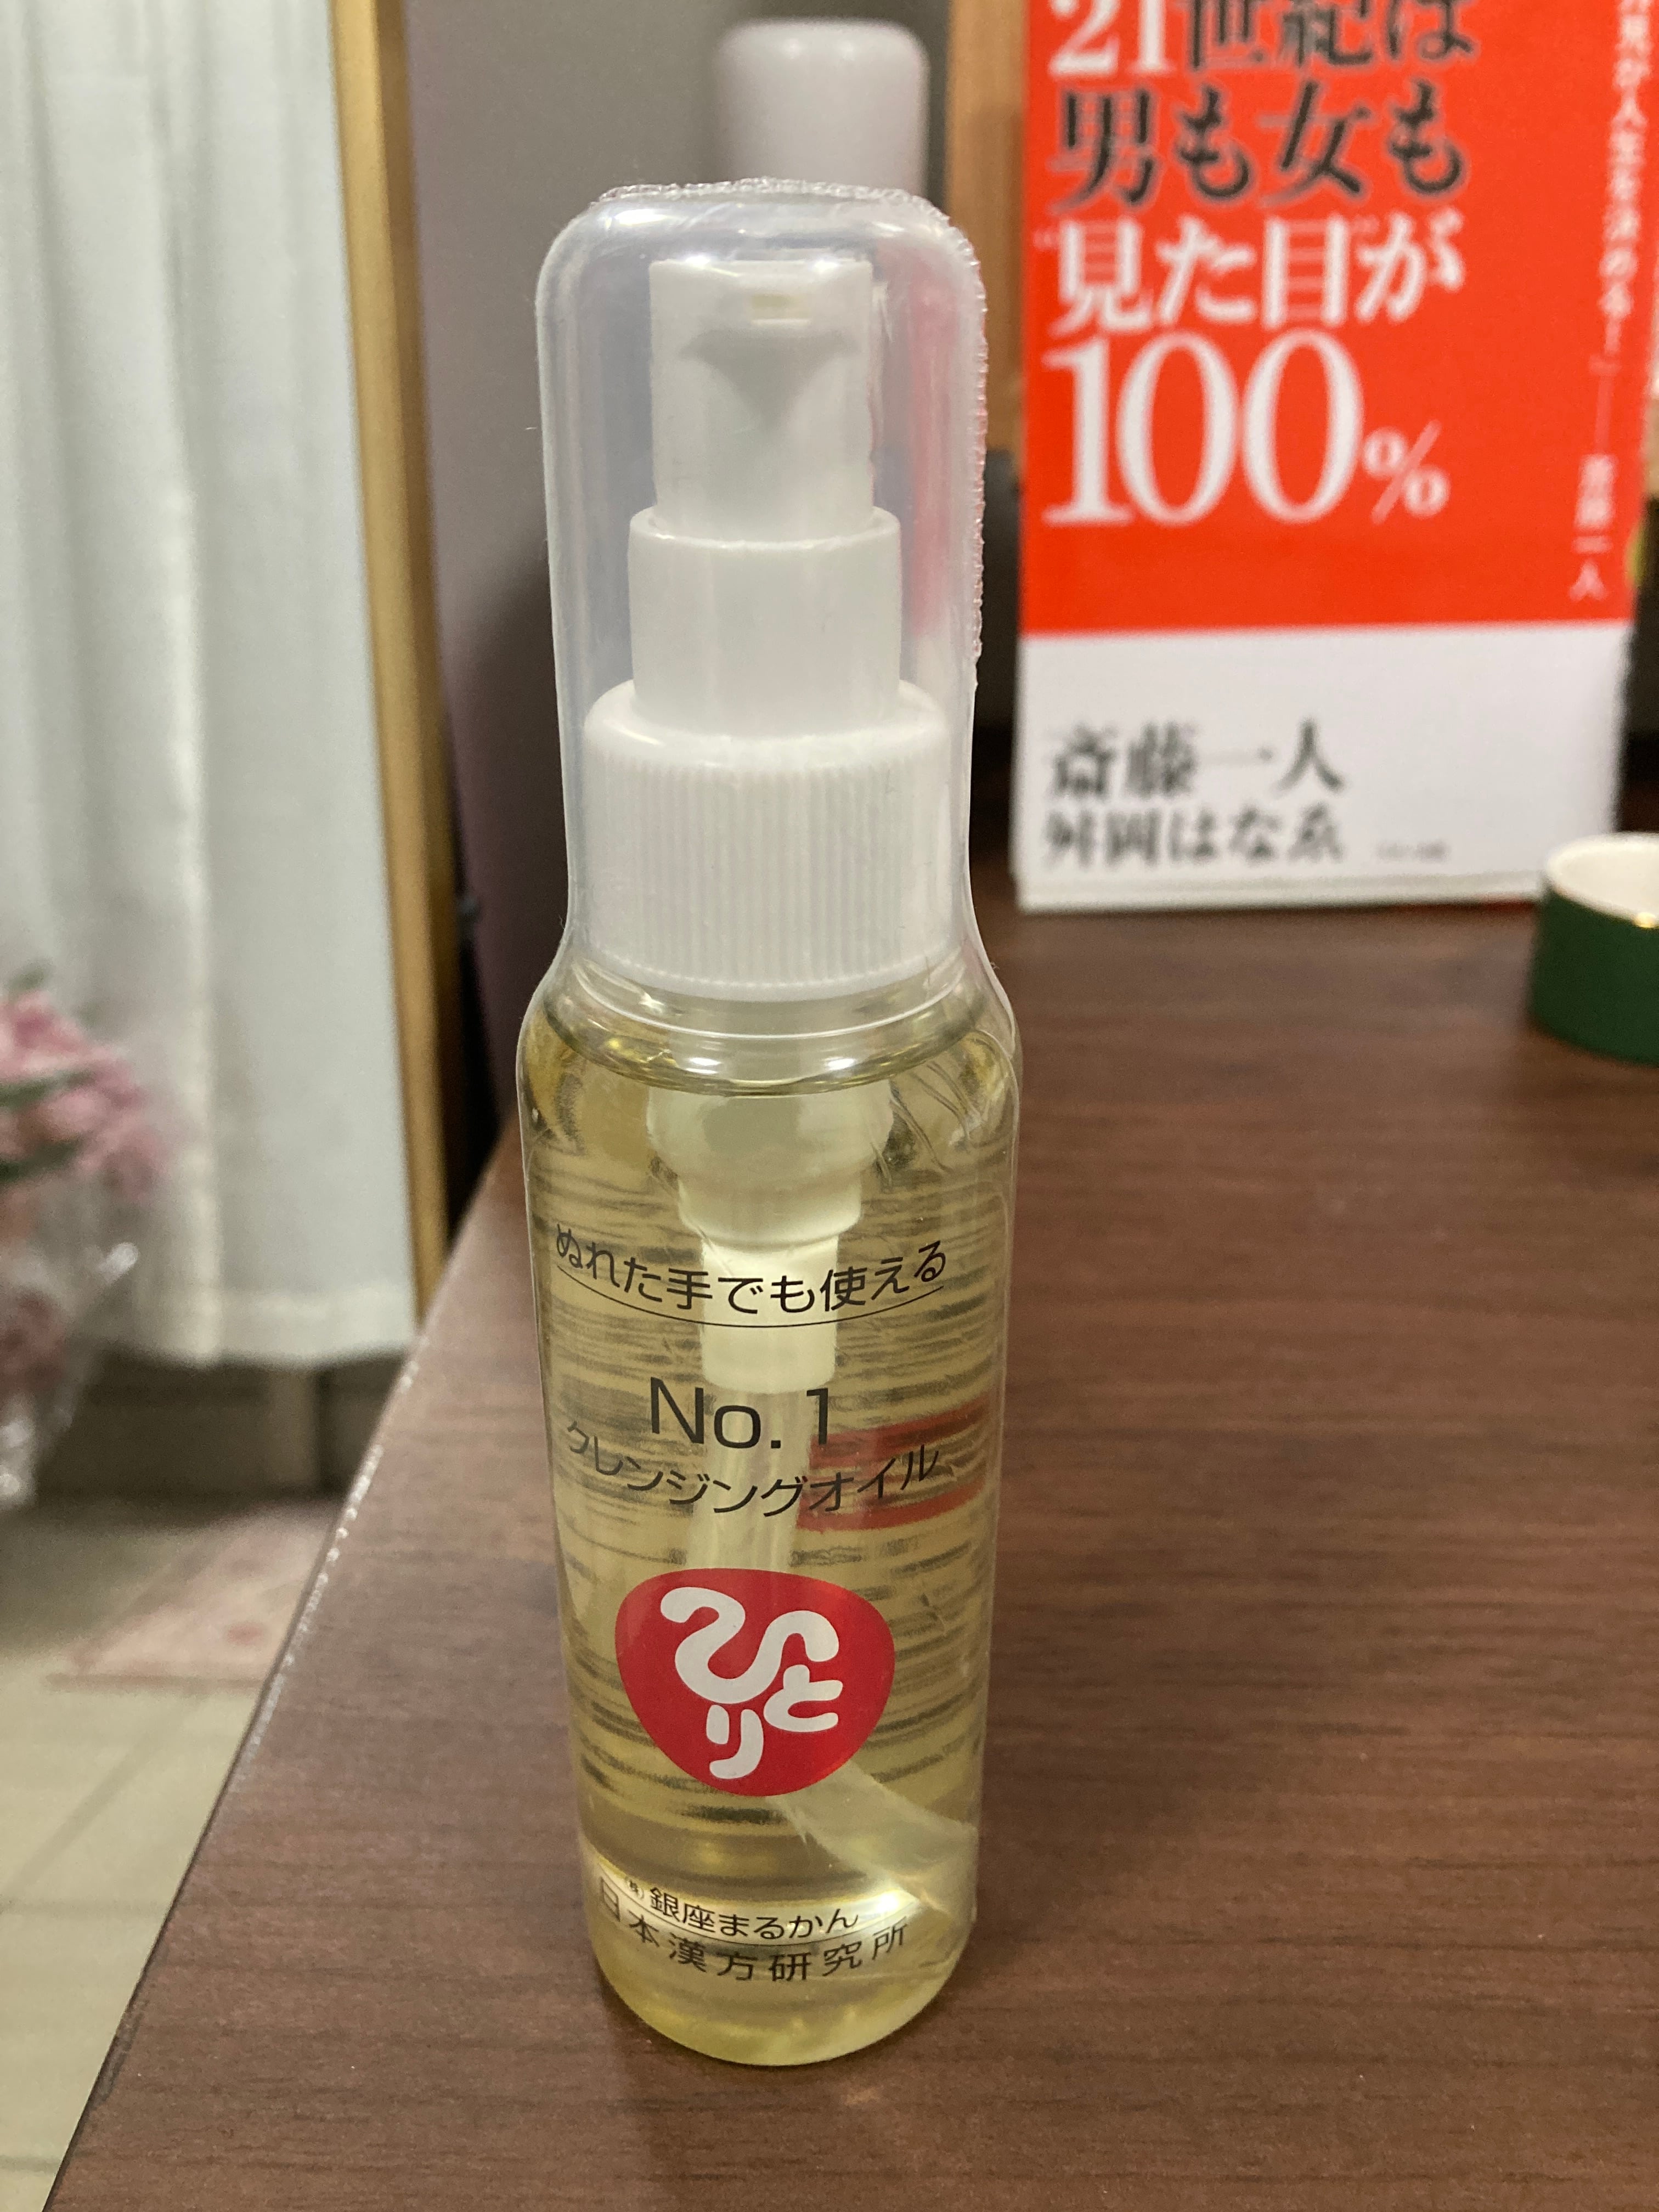 21世紀は
男も女も
"見た目"が
100%
斎藤一人
舛岡はなゑ
ぬれた手でも使える
No.1
クレンジングオイル
ひとり
㈱銀座まるかん
日本漢方研究所